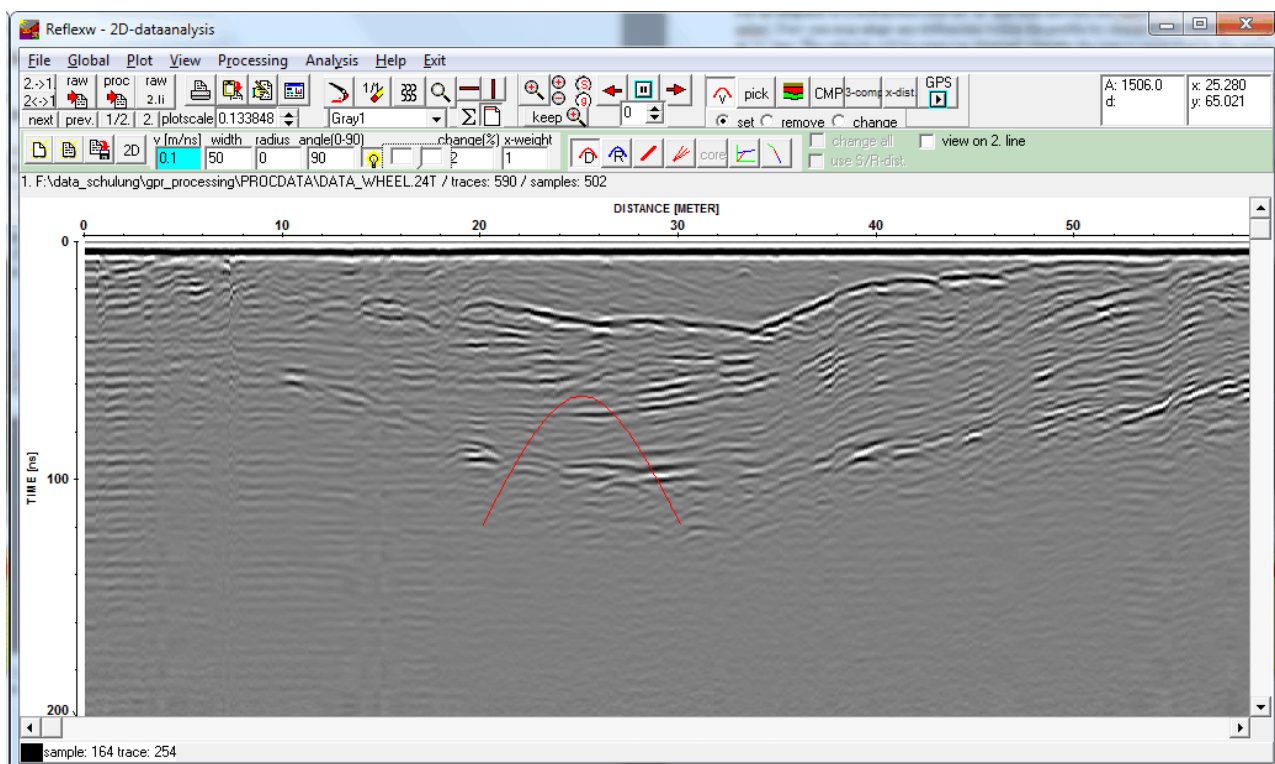 Reflexw - 2D-dataanalysis
File Global Plot View Processing Analysis Help Exit
2.->1. raw proc raw 1/2 keep V pick CMP 3-comp x-dist. GPS A: 1506.0 x: 25.280
2<->1 2.li d: y: 65.021
next prev. 1/2. 2. plotscale 0.133848 Gray1 Σ 0 set remove change
2D v [m/ns] width radius angle(0-90) change(%) x-weight D R core change all view on 2. line
0.1 50 0 90 2 1 use S/R-dist.
1. F:\data_schulung\gpr_processing\PROCDATA\DATA_WHEEL.24T / traces: 590 / samples: 502
DISTANCE [METER]
0 10 20 30 40 50
0
TIME [ns]
100
200
sample: 164 trace: 254